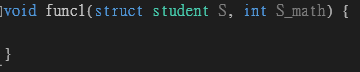 void func1(struct student S, int S_math) {
}